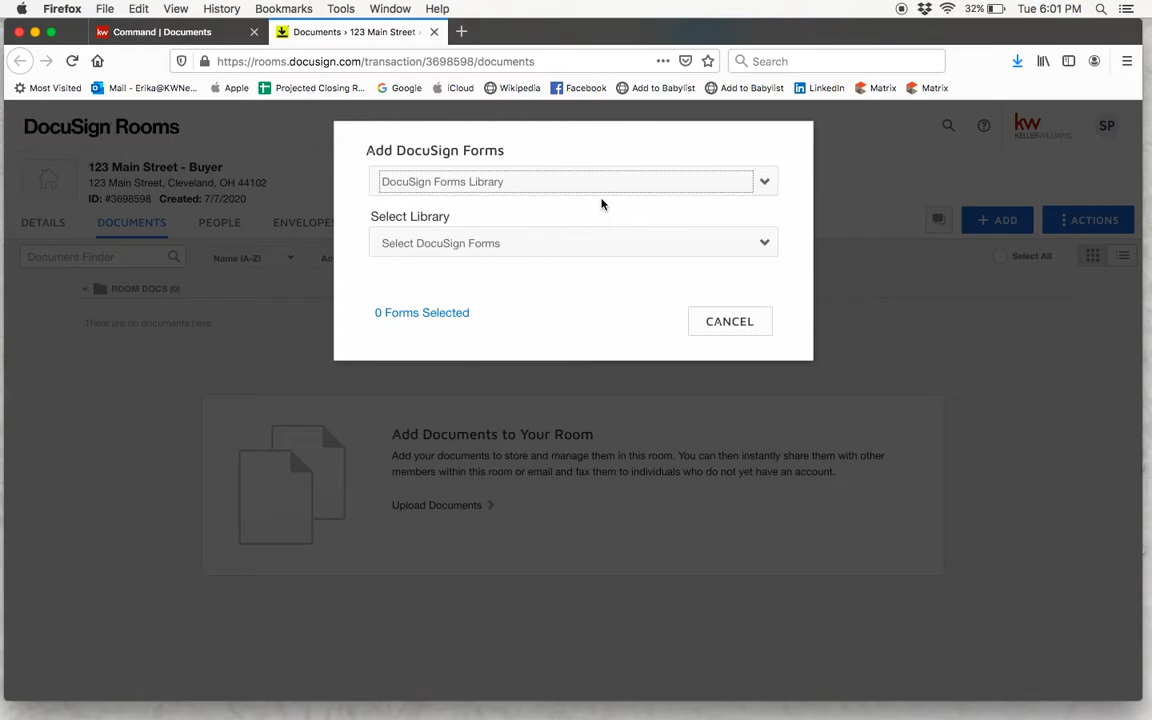 Firefox File Edit View History Bookmarks Tools Window Help 32% Tue 6:01 PM
kw Command | Documents Documents › 123 Main Street ·
https://rooms.docusign.com/transaction/3698598/documents Search
Most Visited Mail - Erika@KWNe... Apple Projected Closing R... iCloud Google Wikipedia Facebook Add to Babylist Add to Babylist LinkedIn Matrix Matrix
DocuSign Rooms kw KELLERWILLIAMS. SP
123 Main Street - Buyer
123 Main Street, Cleveland, OH 44102
ID: #3698598 Created: 7/7/2020
DETAILS DOCUMENTS PEOPLE ENVELOPES + ADD ACTIONS
Document Finder Name (A-Z) Select All
ROOM DOCS (0)
There are no documents here.
Add DocuSign Forms
DocuSign Forms Library
Select Library
Select DocuSign Forms
0 Forms Selected CANCEL
Add Documents to Your Room
Add your documents to store and manage them in this room. You can then instantly share them with other
members within this room or email and fax them to individuals who do not yet have an account.
Upload Documents